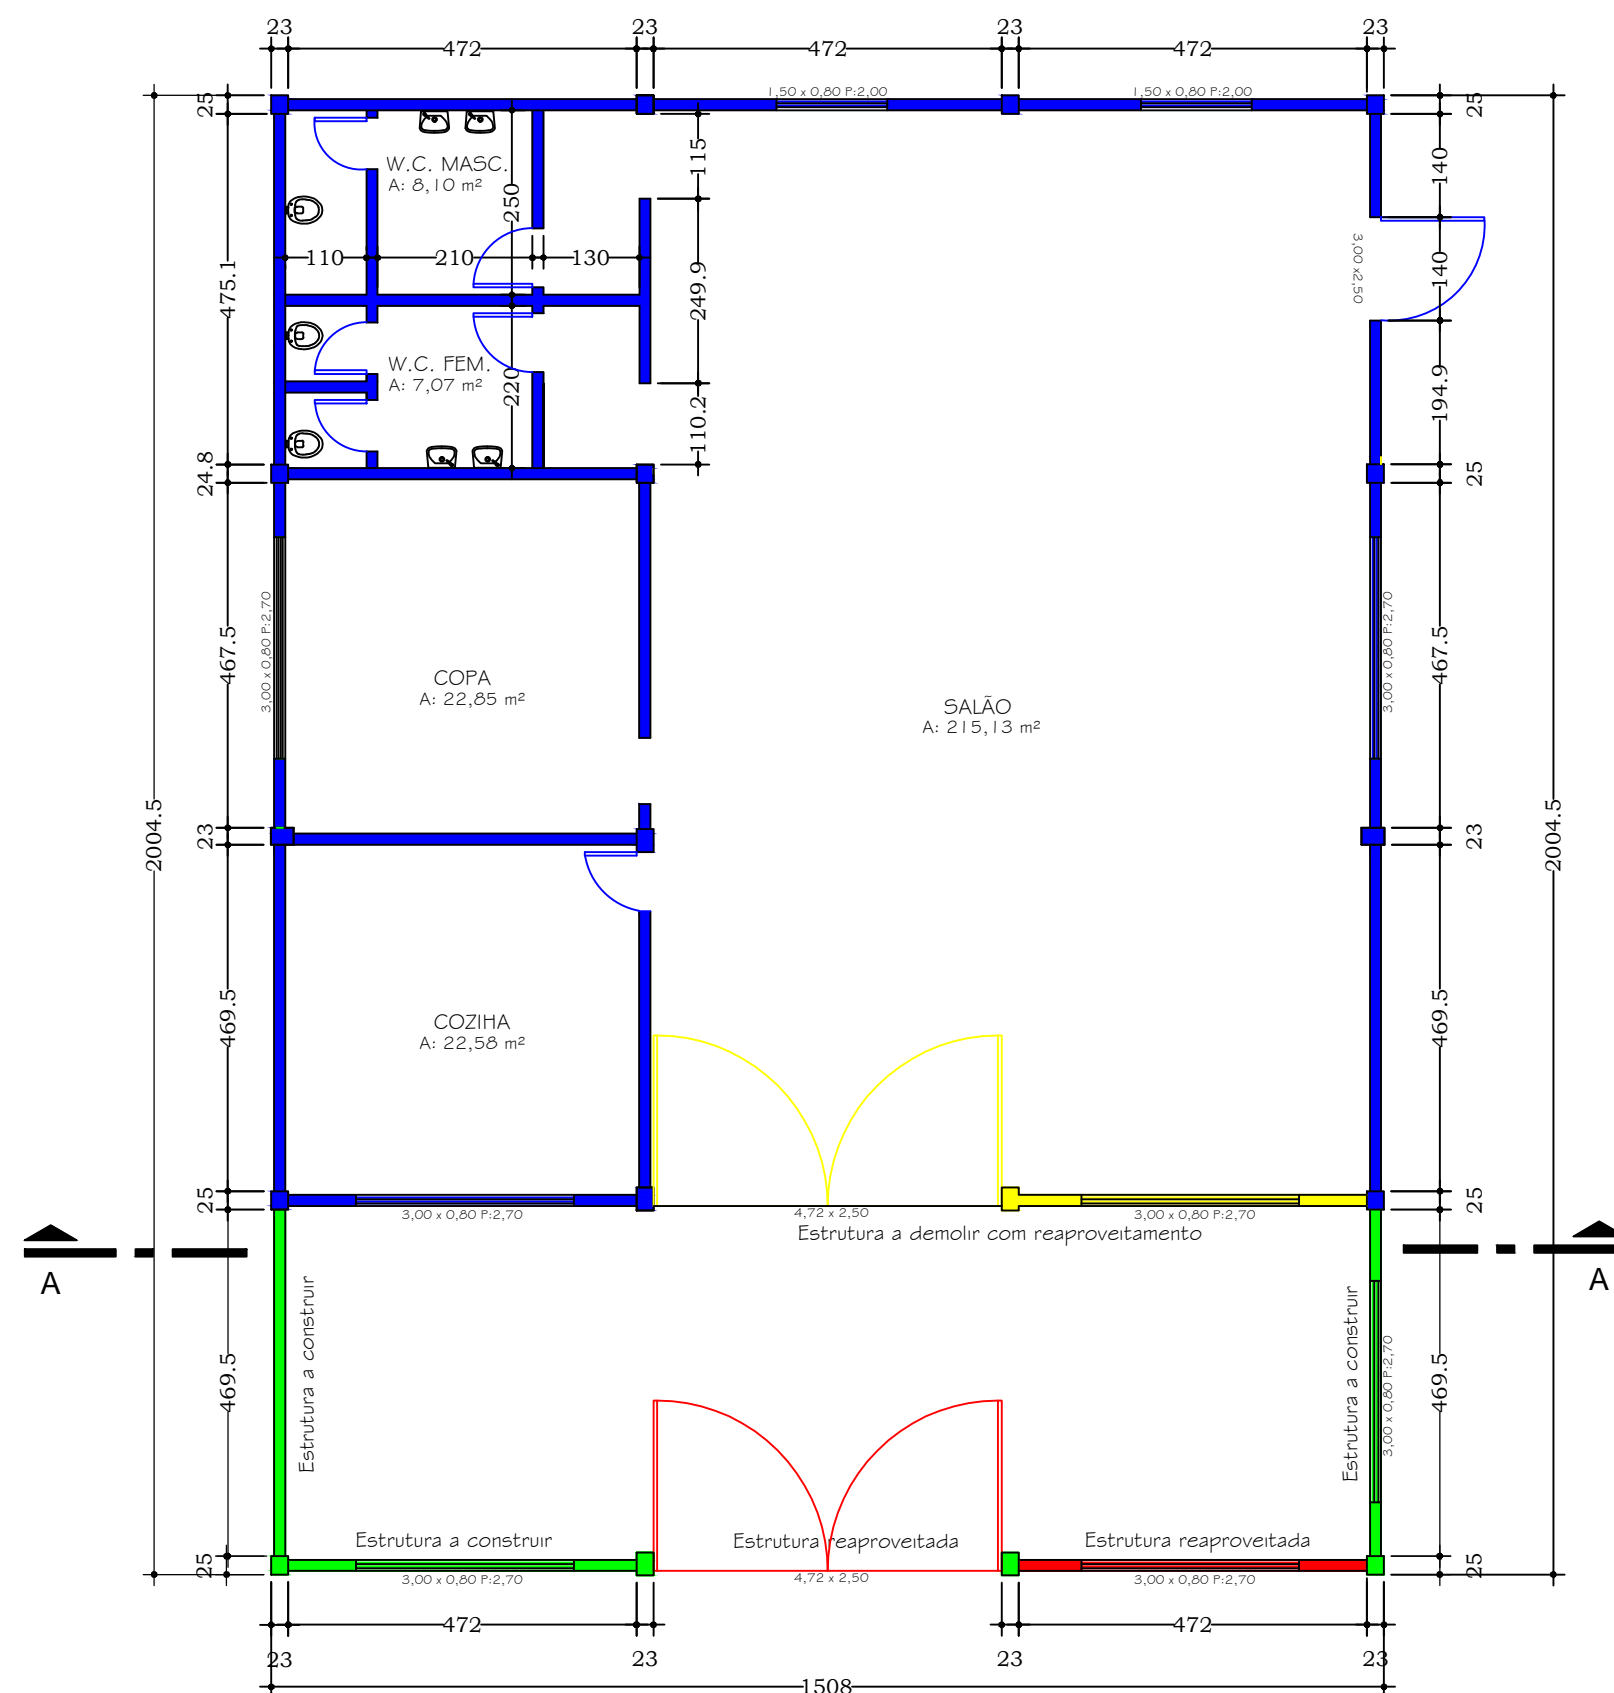 23 23 23 23
472 472 472
1,50 x 0,80 P:2,00 1,50 x 0,80 P:2,00
25 25
W.C. MASC.
A: 8,10 m²
115
140
250
110 210 130
475.1
249.9
3,00 x2,50
140
W.C. FEM.
A: 7,07 m²
220
110.2
194.9
24.8 25
3,00 x 0,80 P:2,70
467.5
COPA
A: 22,85 m²
SALÃO
A: 215,13 m²
3,00 x 0,80 P:2,70
467.5
2004.5
2004.5
23 23
469.5
COZIHA
A: 22,58 m²
469.5
25 25
3,00 x 0,80 P:2,70 4,72 x 2,50 3,00 x 0,80 P:2,70
Estrutura a demolir com reaproveitamento
A A
Estrutura a construir
Estrutura a construir
469.5
3,00 x 0,80 P:2,70
469.5
Estrutura a construir Estrutura reaproveitada Estrutura reaproveitada
25 25
3,00 x 0,80 P:2,70 4,72 x 2,50 3,00 x 0,80 P:2,70
472 472
23 23 23 23
1508